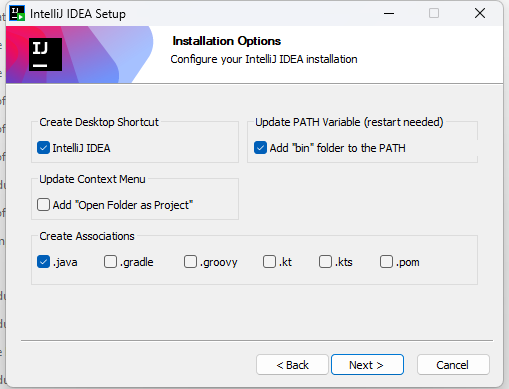 IntelliJ IDEA Setup
IJ
Installation Options
Configure your IntelliJ IDEA installation
Create Desktop Shortcut
IntelliJ IDEA
Update PATH Variable (restart needed)
Add "bin" folder to the PATH
Update Context Menu
Add "Open Folder as Project"
Create Associations
.java .gradle .groovy .kt .kts .pom
< Back Next > Cancel